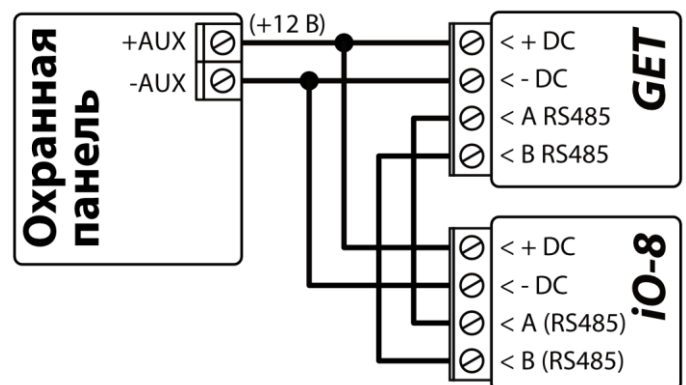 Охранная
панель
+AUX
-AUX
(+12 В)
< + DC
< - DC
< A RS485
< B RS485
GET
< + DC
< - DC
< A (RS485)
< B (RS485)
iO-8